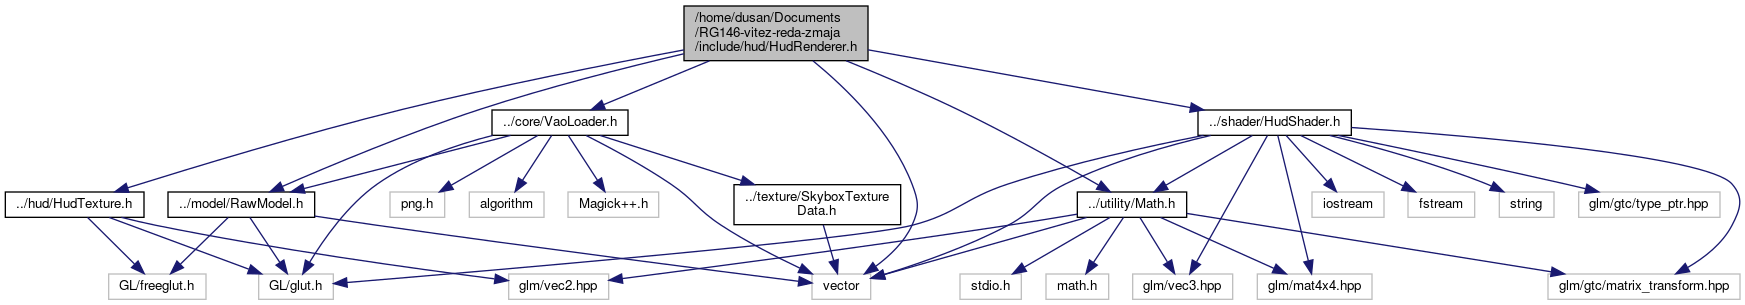 /home/dusan/Documents
/RG146-vitez-reda-zmaja
/include/hud/HudRenderer.h
../core/VaoLoader.h
../shader/HudShader.h
../hud/HudTexture.h
../model/RawModel.h
png.h
algorithm
Magick++.h
../texture/SkyboxTexture
Data.h
../utility/Math.h
iostream
fstream
string
glm/gtc/type_ptr.hpp
GL/freeglut.h
GL/glut.h
glm/vec2.hpp
vector
stdio.h
math.h
glm/vec3.hpp
glm/mat4x4.hpp
glm/gtc/matrix_transform.hpp